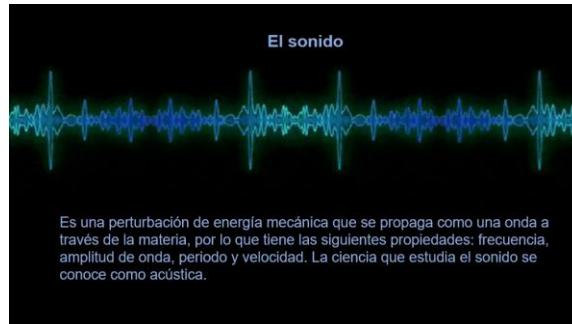 El sonido
Es una perturbación de energía mecánica que se propaga como una onda a
través de la materia, por lo que tiene las siguientes propiedades: frecuencia,
amplitud de onda, periodo y velocidad. La ciencia que estudia el sonido se
conoce como acústica.